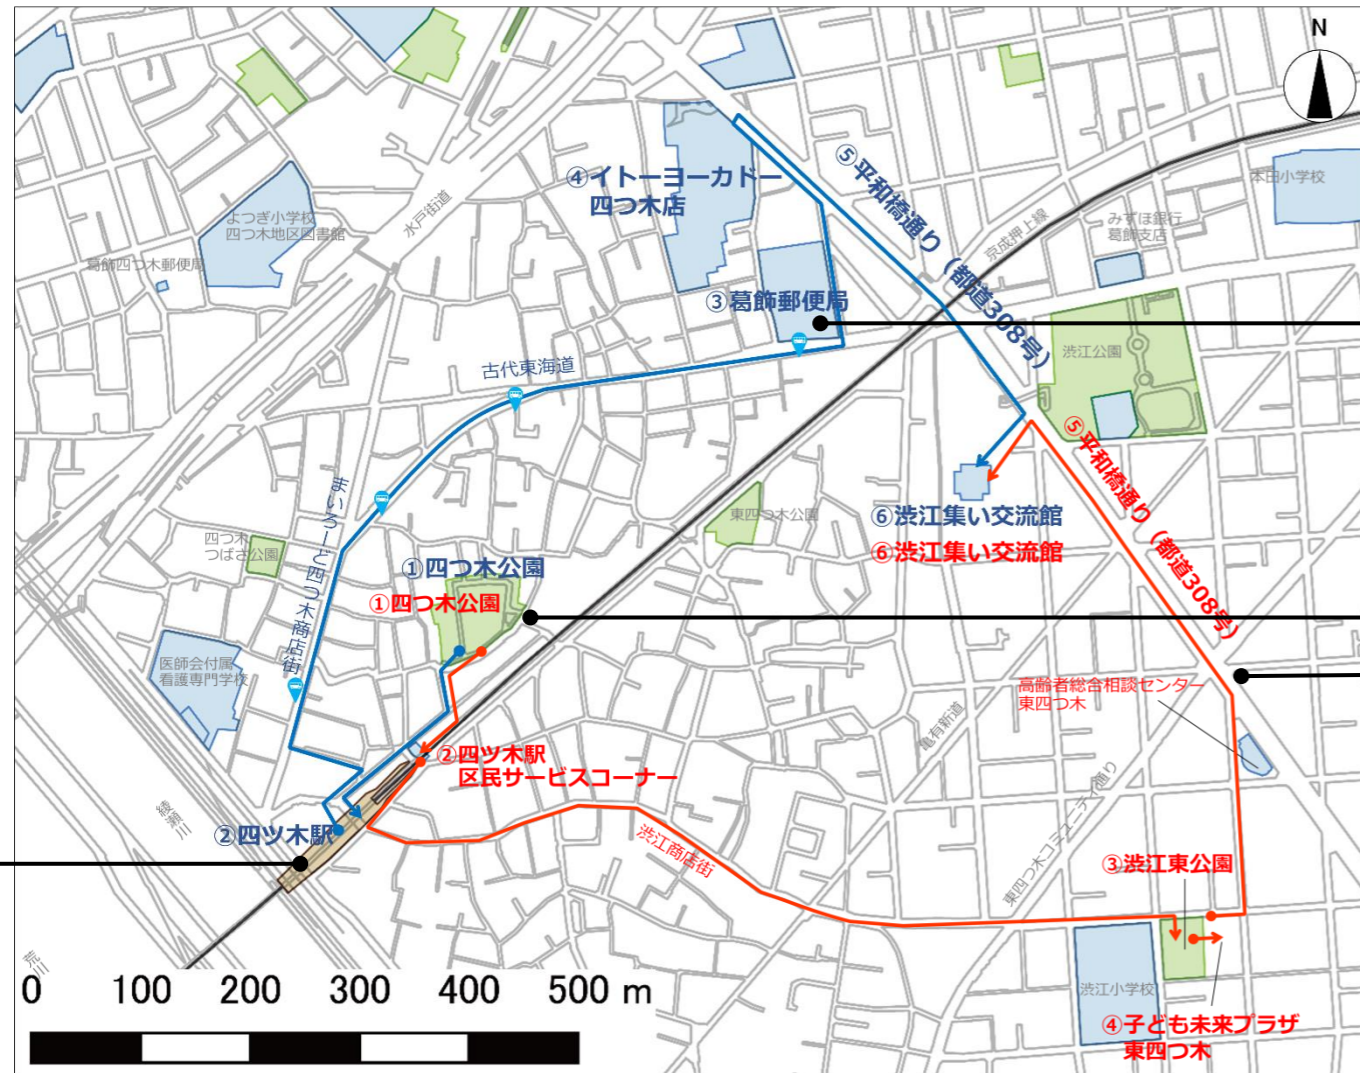 N
④イトーヨーカドー
四つ木店
⑤平和橋通り（都道308号）
本田小学校
よつぎ小学校
四つ木地区図書館
水戸街道
京成押上線
みずほ銀行
葛飾支店
葛飾四つ木郵便局
③葛飾郵便局
渋江公園
古代東海道
⑤平和橋通り（都道308号）
まいろーど四つ木商店街
東四つ木公園
⑥渋江集い交流館
⑥渋江集い交流館
四つ木
つばさ公園
①四つ木公園
①四つ木公園
医師会付属
看護専門学校
高齢者総合相談センター
東四つ木
亀有新道
②四ツ木駅
区民サービスコーナー
綾瀬川
②四ツ木駅
渋江商店街
東四つ木コミュニティ通り
③渋江東公園
荒川
渋江小学校
④子ども未来プラザ
東四つ木
0 100 200 300 400 500 m